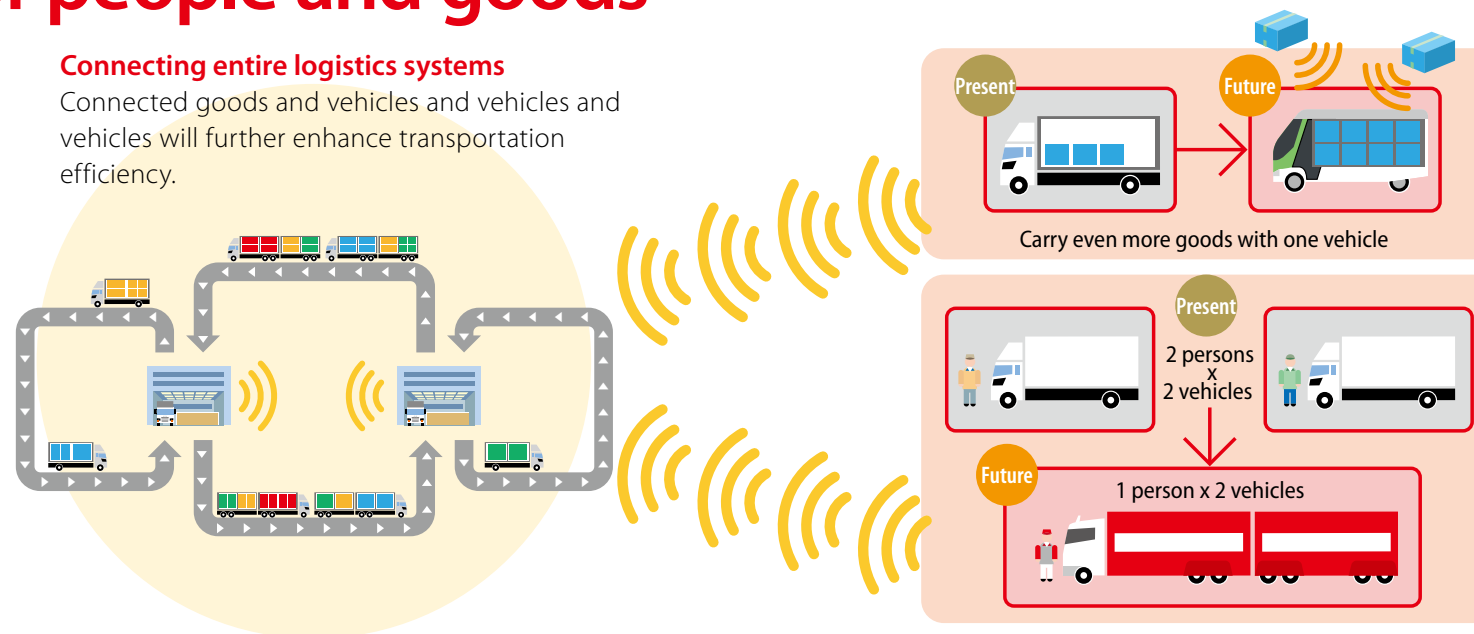 of people and goods
Connecting entire logistics systems
Connected goods and vehicles and vehicles and
vehicles will further enhance transportation
efficiency.
Present
Future
Carry even more goods with one vehicle
Present
2 persons
x
2 vehicles
Future
1 person x 2 vehicles